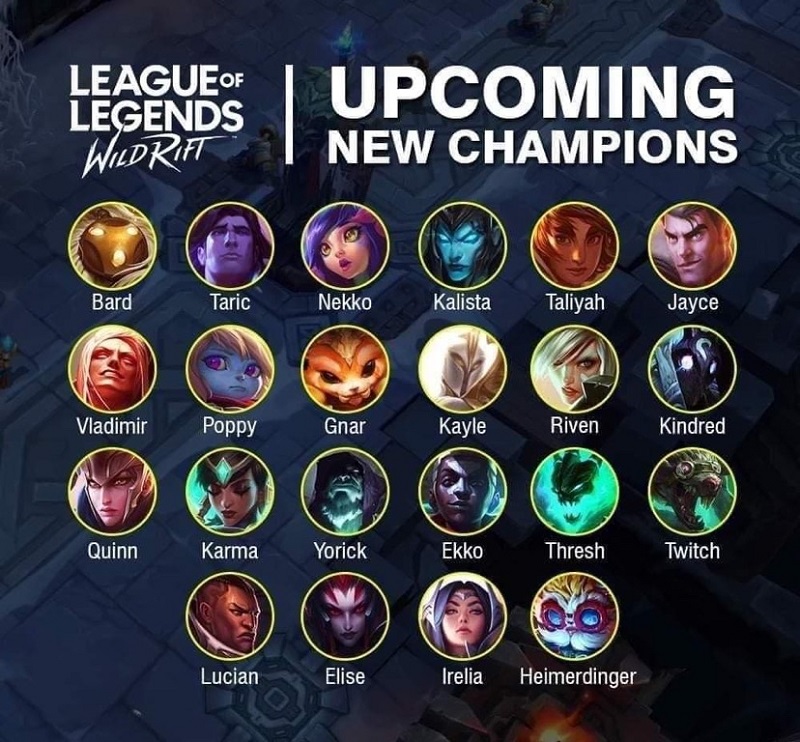 LEAGUE OF
LEGENDS
WILD RIFT
UPCOMING
NEW CHAMPIONS
Bard Taric Nekko Kalista Taliyah Jayce
Vladimir Poppy Gnar Kayle Riven Kindred
Quinn Karma Yorick Ekko Thresh Twitch
Lucian Elise Irelia Heimerdinger